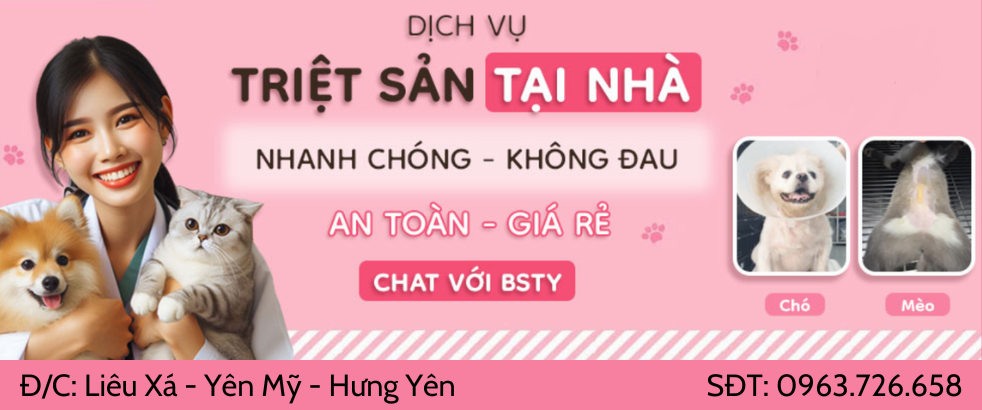 DỊCH VỤ
TRIỆT SẢN TẠI NHÀ
NHANH CHÓNG - KHÔNG ĐAU
AN TOÀN - GIÁ RẺ
CHAT VỚI BSTY
Chó
Mèo
Đ/C: Liêu Xá - Yên Mỹ - Hưng Yên
SĐT: 0963.726.658